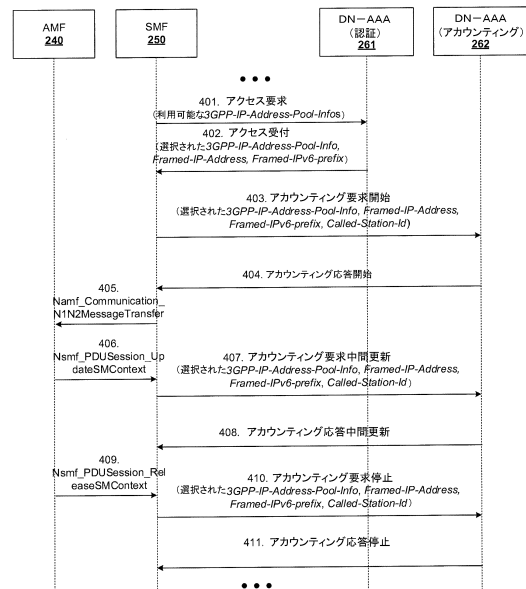 AMF
240
SMF
250
DN-AAA
(認証)
261
DN-AAA
(アカウンティング)
262
401. アクセス要求
(利用可能な3GPP-IP-Address-Pool-Infos)
402. アクセス受付
(選択された3GPP-IP-Address-Pool-Info,
Framed-IP-Address, Framed-IPv6-prefix)
403. アカウンティング要求開始
(選択された3GPP-IP-Address-Pool-Info, Framed-IP-Address,
Framed-IPv6-prefix, Called-Station-Id)
404. アカウンティング応答開始
405.
Namf_Communication_
N1N2MessageTransfer
406.
Nsmf_PDUSession_Up
dateSMContext
407. アカウンティング要求中間更新
(選択された3GPP-IP-Address-Pool-Info, Framed-IP-Address,
Framed-IPv6-prefix, Called-Station-Id)
408. アカウンティング応答中間更新
409.
Nsmf_PDUSession_Rel
easeSMContext
410. アカウンティング要求停止
(選択された3GPP-IP-Address-Pool-Info, Framed-IP-Address,
Framed-IPv6-prefix, Called-Station-Id)
411. アカウンティング応答停止